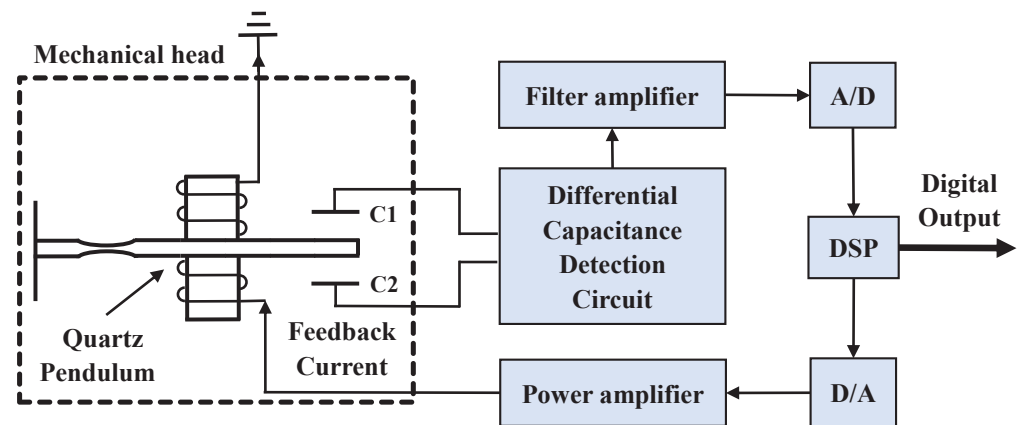 Mechanical head
Filter amplifier
A/D
C1
Differential
Capacitance
Detection
Circuit
Digital
Output
DSP
C2
Quartz
Pendulum
Feedback
Current
Power amplifier
D/A